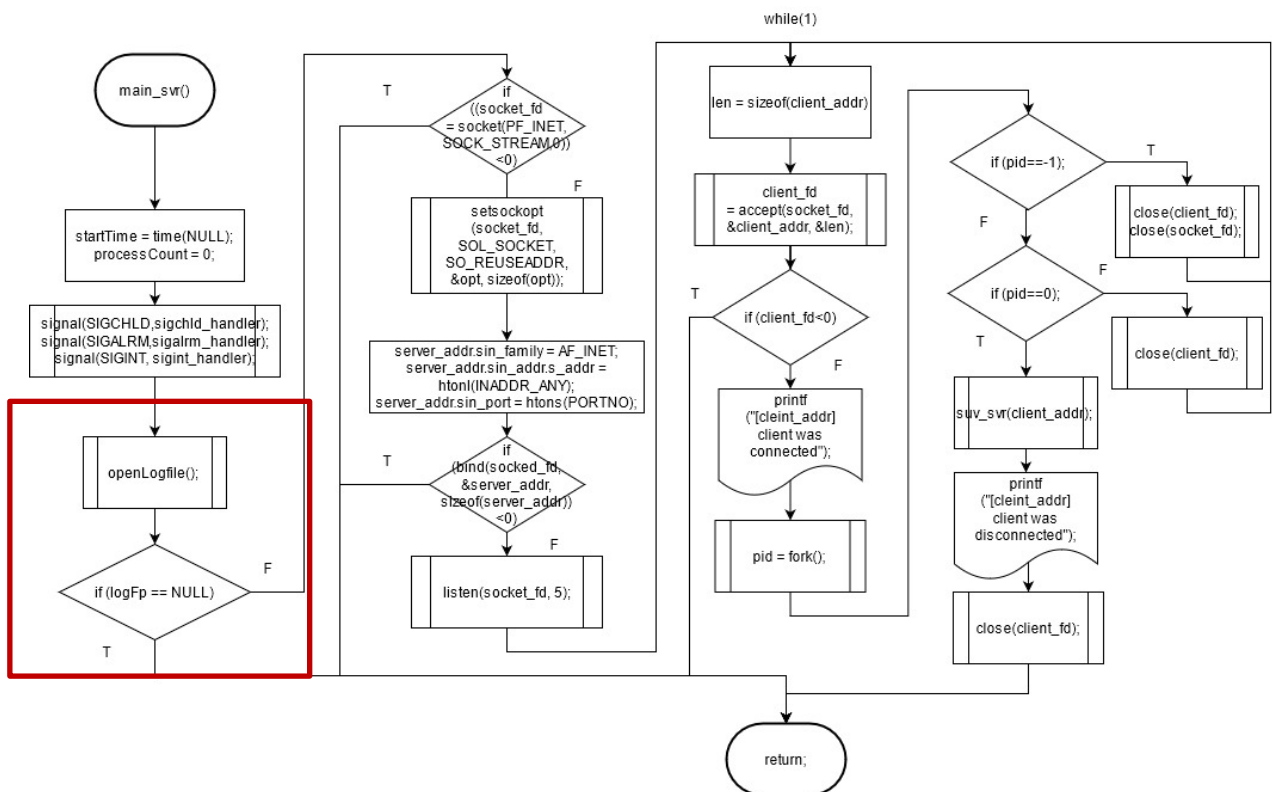 main_svr()
startTime = time(NULL);
processCount = 0;
signal(SIGCHLD,sigchld_handler);
signal(SIGALRM,sigalrm_handler);
signal(SIGINT, sigint_handler);
openLogfile();
if (logFp == NULL)
F
T
T
if
((socket_fd
= socket(PF_INET,
SOCK_STREAM,0))
<0)
F
setsockopt
(socket_fd,
SOL_SOCKET,
SO_REUSEADDR,
&opt, sizeof(opt));
server_addr.sin_family = AF_INET;
server_addr.sin_addr.s_addr =
htonl(INADDR_ANY);
server_addr.sin_port = htons(PORTNO);
T
if
(bind(socked_fd,
&server_addr,
sizeof(server_addr))
<0)
F
listen(socket_fd, 5);
while(1)
len = sizeof(client_addr)
client_fd
= accept(socket_fd,
&client_addr, &len);
T
if (client_fd<0)
F
printf
("[cleint_addr]
client was
connected");
pid = fork();
if (pid==-1);
T
close(client_fd);
close(socket_fd);
F
if (pid==0);
F
close(client_fd);
T
suv_svr(client_addr);
printf
("[cleint_addr]
client was
disconnected");
close(client_fd);
return;